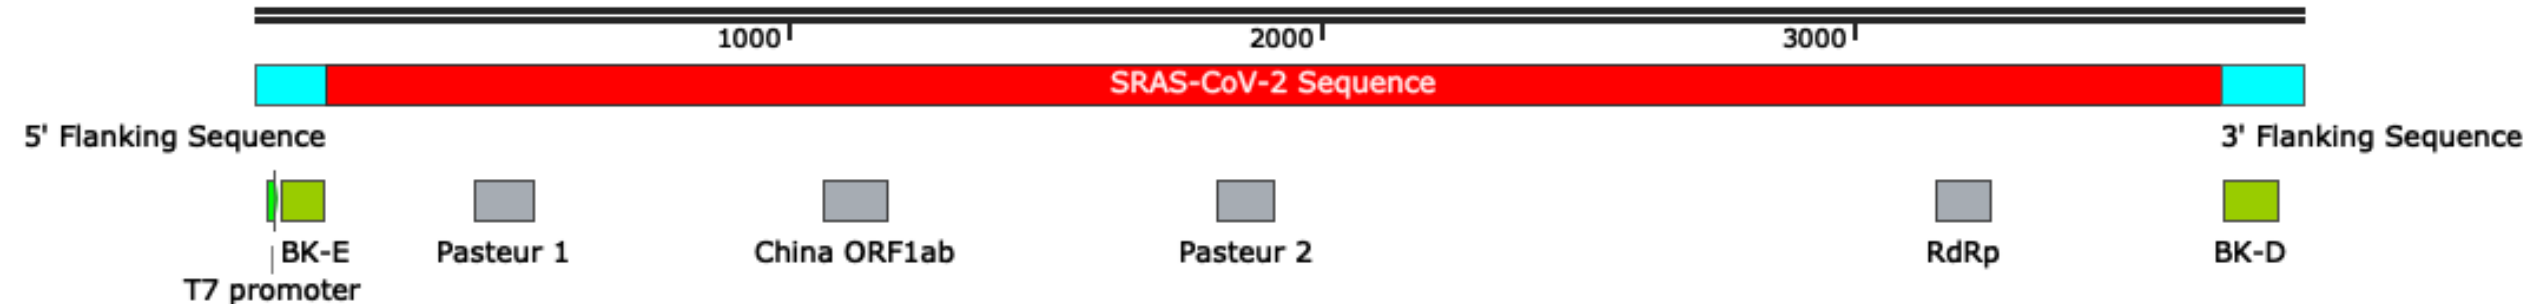 1000 2000 3000
SRAS-CoV-2 Sequence
5' Flanking Sequence 3' Flanking Sequence
BK-E Pasteur 1 China ORF1ab Pasteur 2 RdRp BK-D
T7 promoter